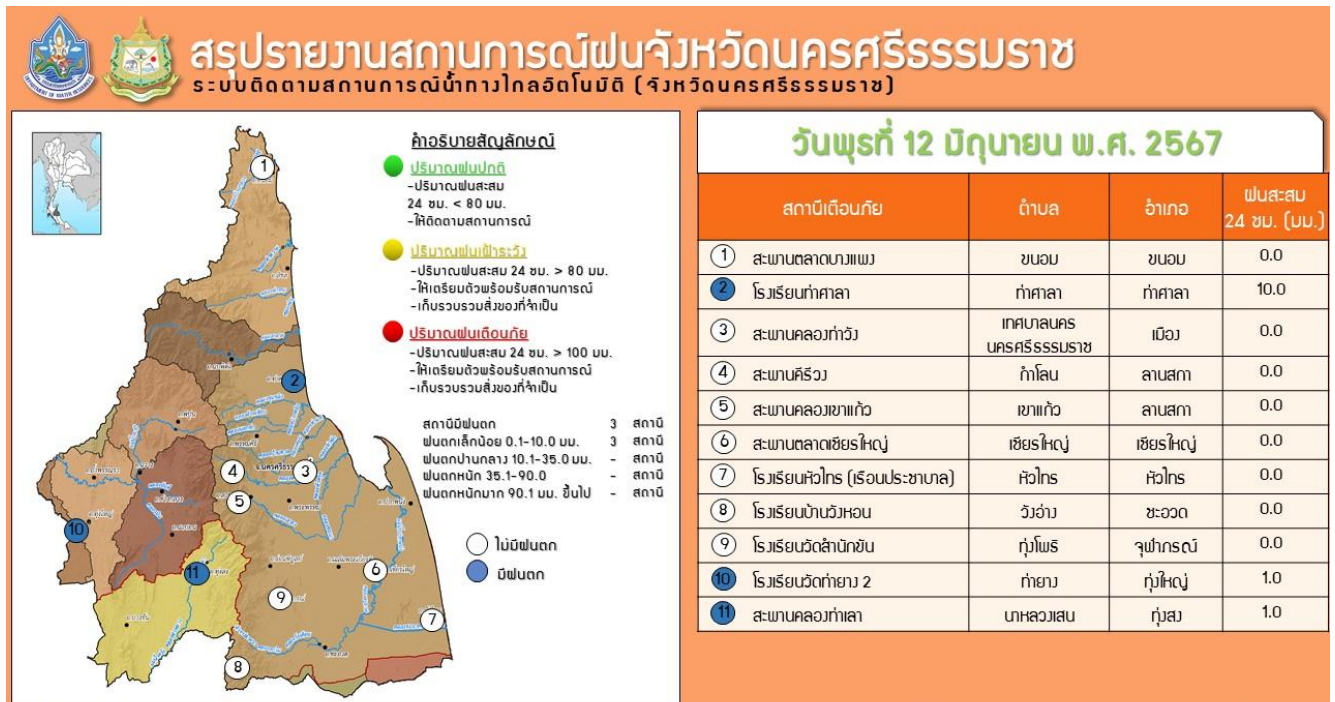 สรุปรายงานสถานการณ์ฝนจังหวัดนครศรีธรรมราช
ระบบติดตามสถานการณ์น้ำทางไกลอัตโนมัติ (จังหวัดนครศรีธรรมราช)
คำอธิบายสัญลักษณ์
ปริมาณฝนปกติ
-ปริมาณฝนสะสม
24 ชม. < 80 มม.
-ให้ติดตามสถานการณ์
ปริมาณฝนเฝ้าระวัง
-ปริมาณฝนสะสม 24 ชม. > 80 มม.
-ให้เตรียมตัวพร้อมรับสถานการณ์
-เก็บรวบรวมสิ่งของที่จำเป็น
ปริมาณฝนเตือนภัย
-ปริมาณฝนสะสม 24 ชม. > 100 มม.
-ให้เตรียมตัวพร้อมรับสถานการณ์
-เก็บรวบรวมสิ่งของที่จำเป็น
สถานีมีฝนตก 3 สถานี
ฝนตกเล็กน้อย 0.1-10.0 มม. 3 สถานี
ฝนตกปานกลาง 10.1-35.0 มม. - สถานี
ฝนตกหนัก 35.1-90.0 - สถานี
ฝนตกหนักมาก 90.1 มม. ขึ้นไป - สถานี
ไม่มีฝนตก
มีฝนตก
1
2
3
4
5
10
11
6
9
7
8
วันพุธที่ 12 มิถุนายน พ.ศ. 2567
สถานีเตือนภัย ตำบล อำเภอ ฝนสะสม 24 ชม. (มม.)
1 สะพานตลาดบางแพง ขนอม ขนอม 0.0
2 โรงเรียนท่าศาลา ท่าศาลา ท่าศาลา 10.0
3 สะพานคลองท่าวัง เทศบาลนครนครศรีธรรมราช เมือง 0.0
4 สะพานคีรีวง กำโลน ลานสกา 0.0
5 สะพานคลองเขาแก้ว เขาแก้ว ลานสกา 0.0
6 สะพานตลาดเชียรใหญ่ เชียรใหญ่ เชียรใหญ่ 0.0
7 โรงเรียนหัวไทร (เรือนประชาบาล) หัวไทร หัวไทร 0.0
8 โรงเรียนบ้านวังหอน วังอ่าง ชะอวด 0.0
9 โรงเรียนวัดสำนักขัน ทุ่งโพธิ จุฬาภรณ์ 0.0
10 โรงเรียนวัดท่ายาง 2 ท่ายาง ทุ่งใหญ่ 1.0
11 สะพานคลองท่าเลา นาหลวงเสน ทุ่งสง 1.0